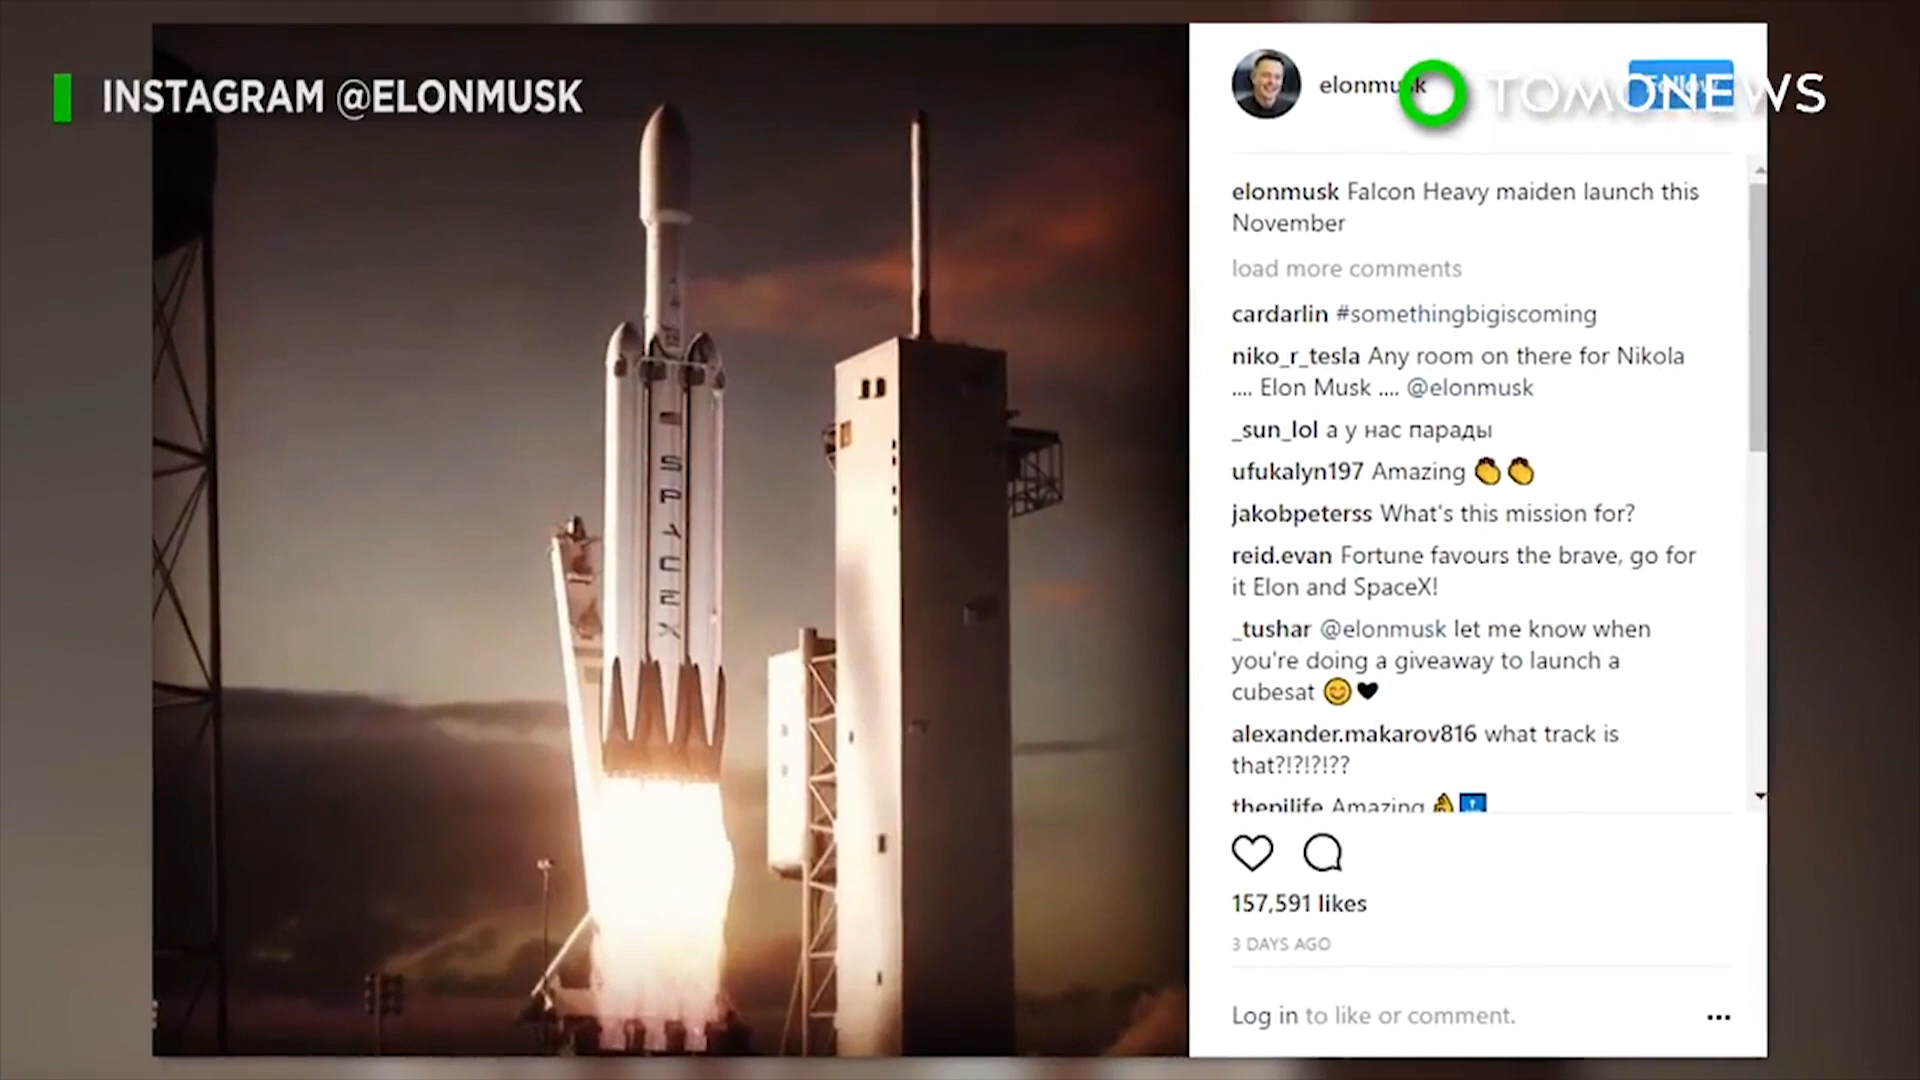 INSTAGRAM @ELONMUSK
elonmusk
TOMONEWS
Follow
elonmusk Falcon Heavy maiden launch this
November
load more comments
cardarlin #somethingbigiscoming
niko_r_tesla Any room on there for Nikola
.... Elon Musk .... @elonmusk
_sun_lol а у нас парады
ufukalyn197 Amazing 👏👏
jakobpeterss What's this mission for?
reid.evan Fortune favours the brave, go for
it Elon and SpaceX!
_tushar @elonmusk let me know when
you're doing a giveaway to launch a
cubesat 😊🖤
alexander.makarov816 what track is
that?!?!?!??
thepilife Amazing 👌
157,591 likes
3 DAYS AGO
Log in to like or comment.
SPACEX